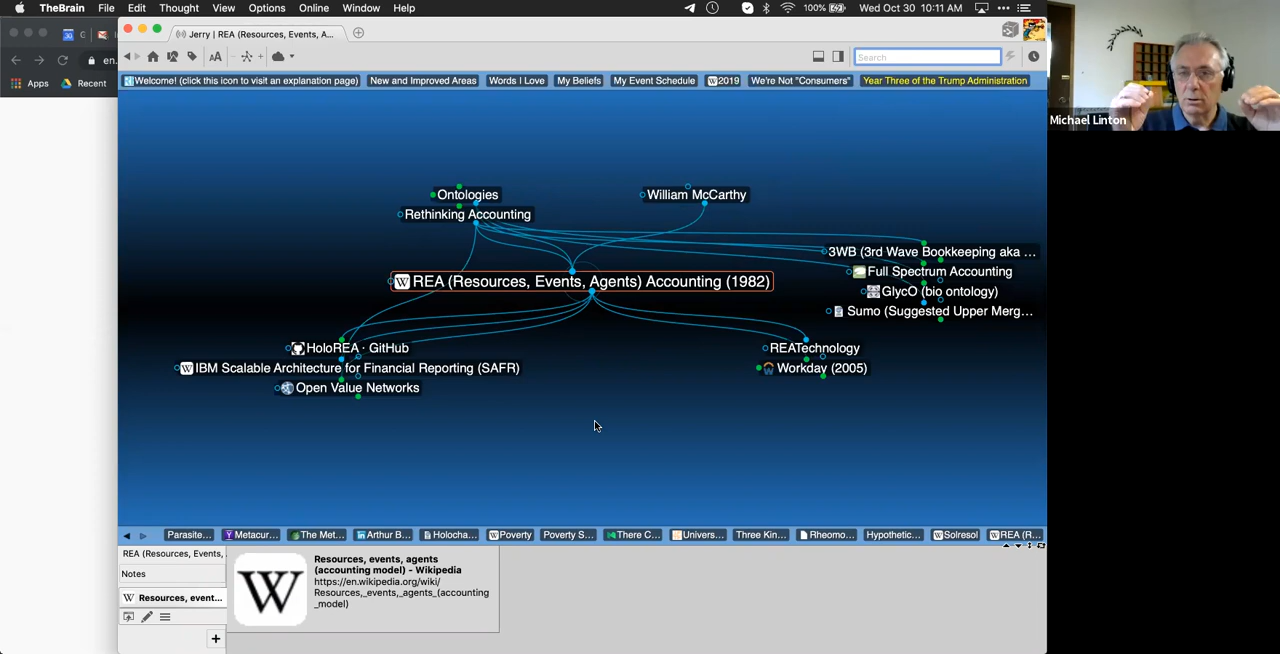 TheBrain File Edit Thought View Options Online Window Help
100% Wed Oct 30 10:11 AM
Jerry | REA (Resources, Events, A...
en.
AA
Search
Apps Recent
Welcome! (click this icon to visit an explanation page) New and Improved Areas Words I Love My Beliefs My Event Schedule 2019 We're Not "Consumers" Year Three of the Trump Administration
Michael Linton
Ontologies
William McCarthy
Rethinking Accounting
3WB (3rd Wave Bookkeeping aka ...
Full Spectrum Accounting
REA (Resources, Events, Agents) Accounting (1982)
GlycO (bio ontology)
Sumo (Suggested Upper Merg...
HoloREA · GitHub
REATechnology
IBM Scalable Architecture for Financial Reporting (SAFR)
Workday (2005)
Open Value Networks
Parasite... Metacur... The Met... Arthur B... Holocha... Poverty Poverty S... There C... Univers... Three Kin... Rheomo... Hypothetic... Solresol REA (R...
REA (Resources, Events,
Notes
Resources, event...
Resources, events, agents
(accounting model) - Wikipedia
https://en.wikipedia.org/wiki/
Resources,_events,_agents_(accounting
_model)